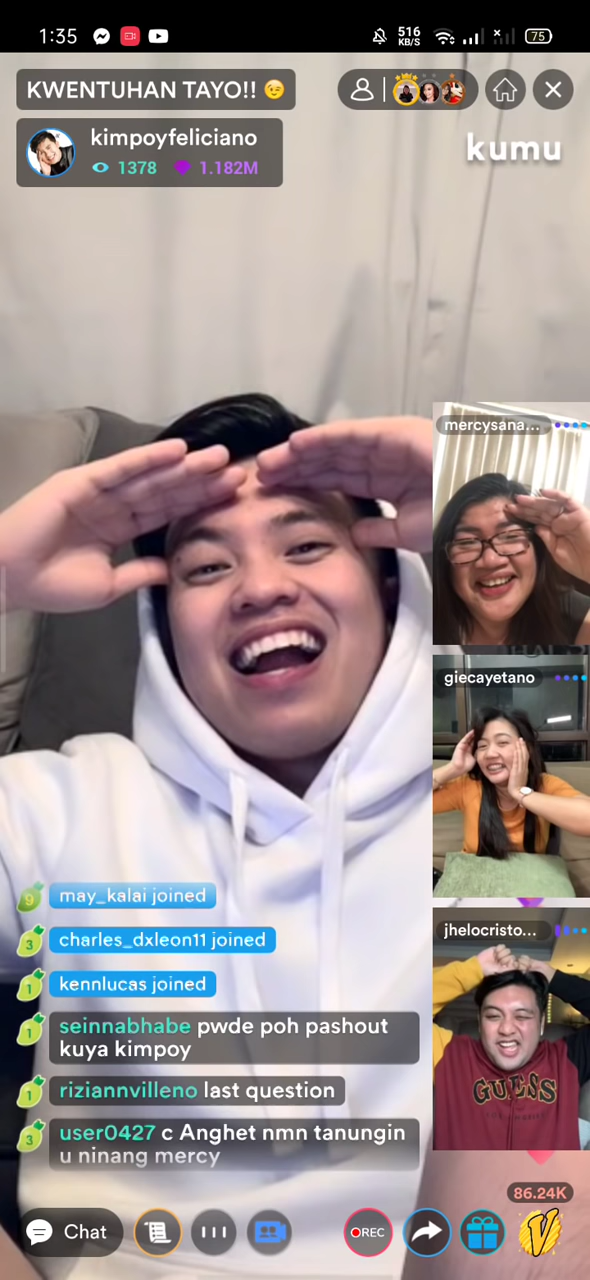 1:35
516
KB/S
75
KWENTUHAN TAYO!! 😉
kimpoyfeliciano
1378 1.182M
kumu
mercysana...
giecayetano
jhelocristo...
GUESS
LOS ANGELES
9 may_kalai joined
3 charles_dxleon11 joined
1 kennlucas joined
1 seinnabhabe pwde poh pashout
kuya kimpoy
1 riziannvilleno last question
3 user0427 c Anghet nmn tanungin
u ninang mercy
86.24K
Chat
REC
V